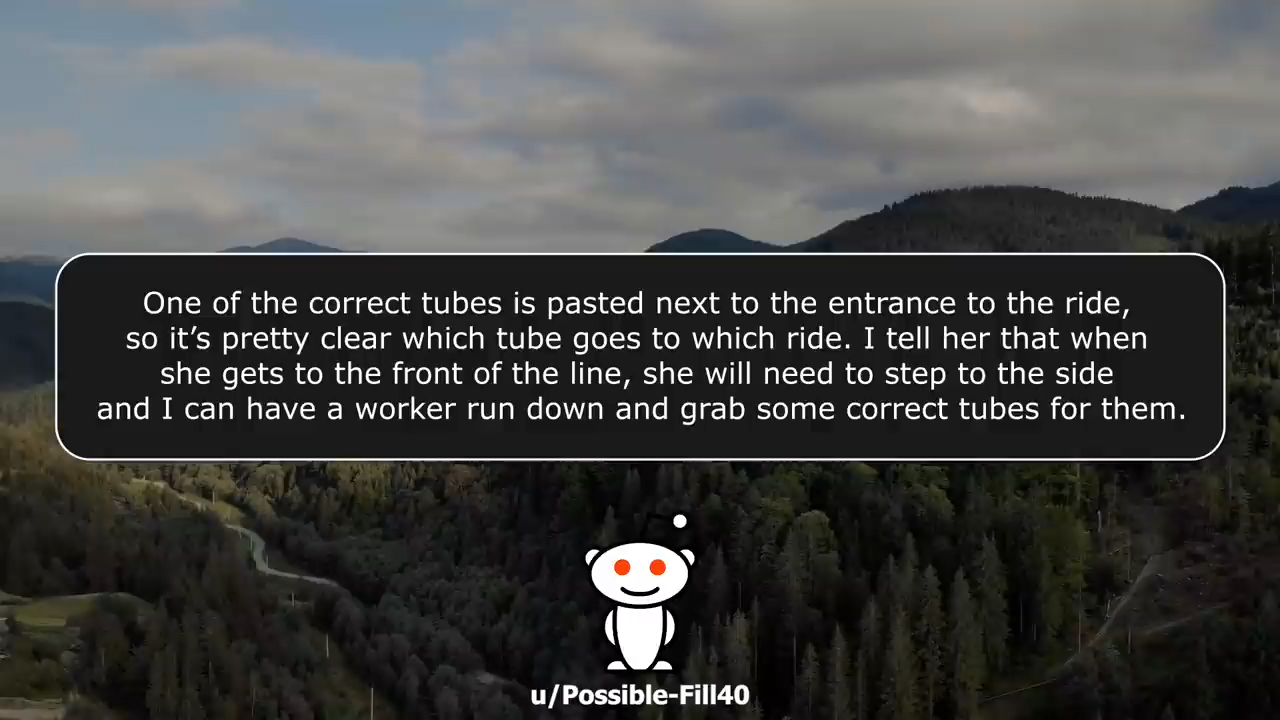 One of the correct tubes is pasted next to the entrance to the ride,
so it’s pretty clear which tube goes to which ride. I tell her that when
she gets to the front of the line, she will need to step to the side
and I can have a worker run down and grab some correct tubes for them.
u/Possible-Fill40